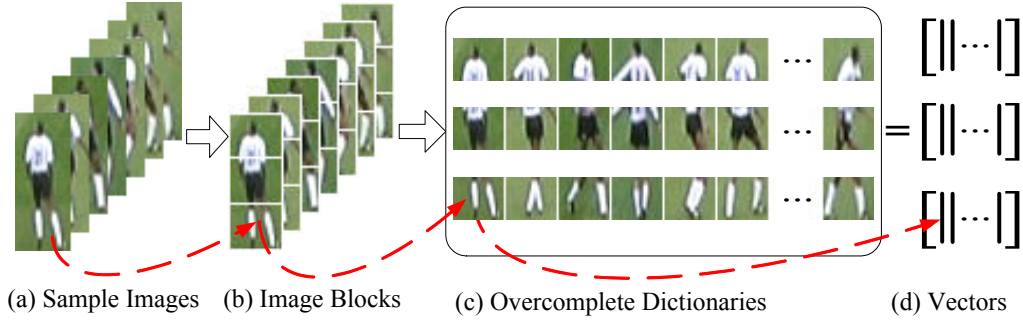 ... [||···|]
... = [||···|]
... [||···|]
(a) Sample Images (b) Image Blocks (c) Overcomplete Dictionaries (d) Vectors